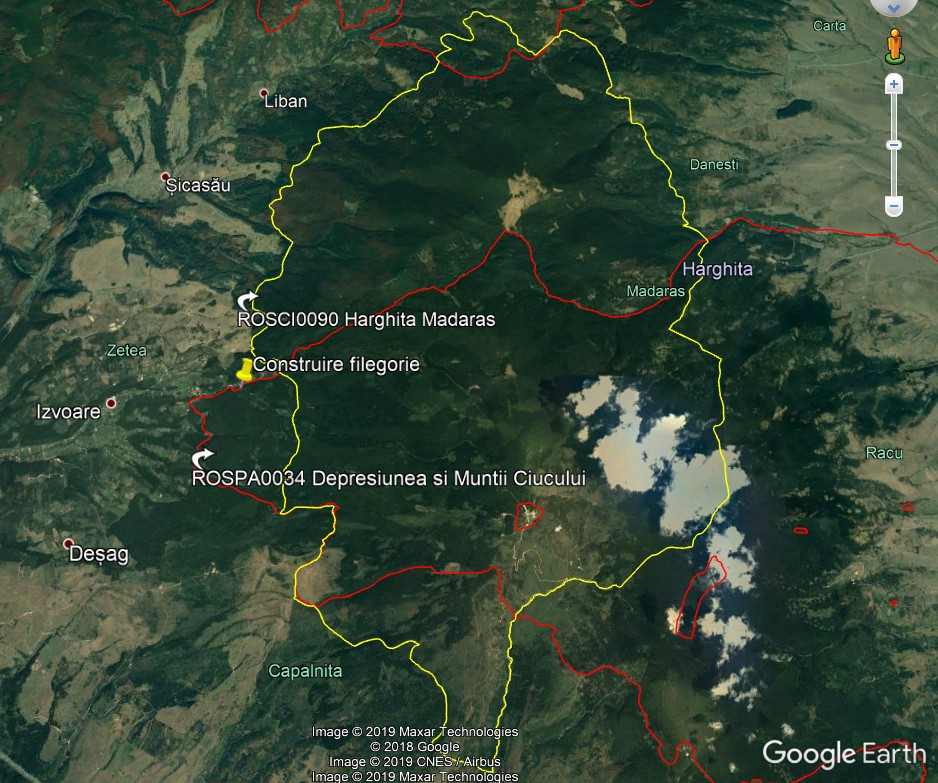 Carta
Liban
Danesti
Șicasău
Harghita
Madaras
ROSCI0090 Harghita Madaras
Zetea
Construire filegorie
Izvoare
Racu
ROSPA0034 Depresiunea si Muntii Ciucului
Deșag
Capalnita
Image © 2019 Maxar Technologies
© 2018 Google
Image © 2019 CNES / Airbus
Image © 2019 Maxar Technologies
Google Earth